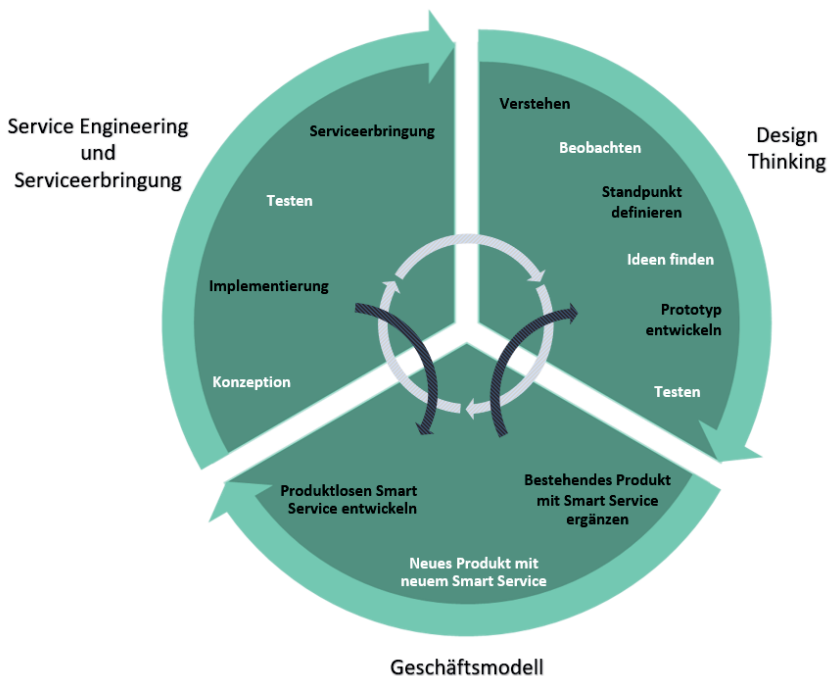 Service Engineering
und
Serviceerbringung
Serviceerbringung
Testen
Implementierung
Konzeption
Verstehen
Beobachten
Standpunkt
definieren
Ideen finden
Prototyp
entwickeln
Testen
Design
Thinking
Bestehendes Produkt
mit Smart Service
ergänzen
Neues Produkt mit
neuem Smart Service
Produktlosen Smart
Service entwickeln
Geschäftsmodell